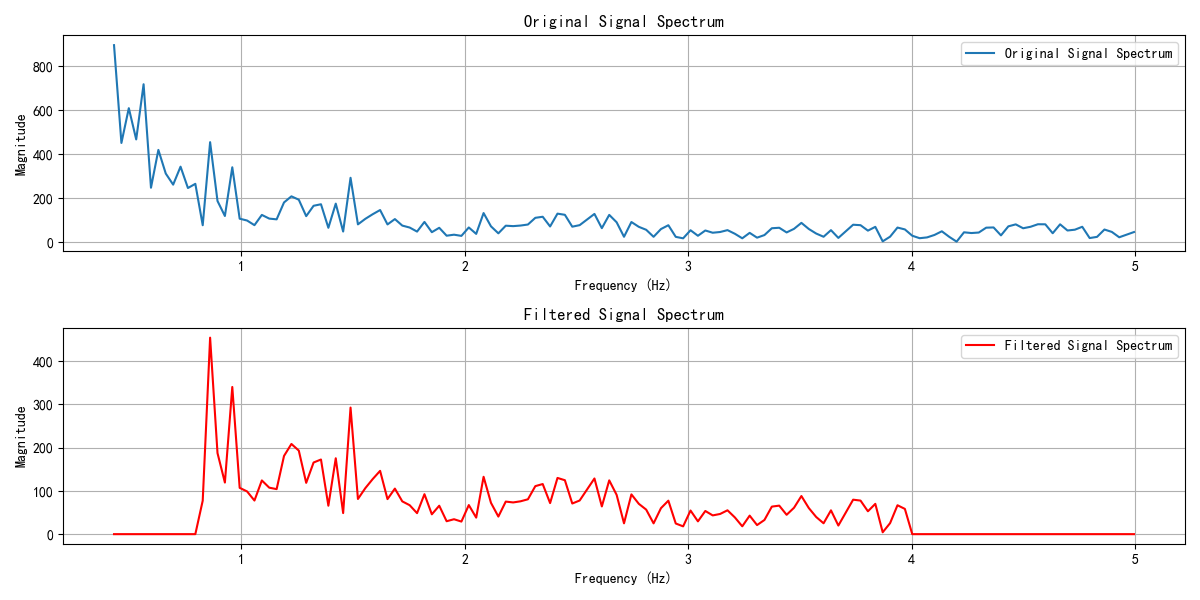 Original Signal Spectrum
Original Signal Spectrum
800
600
400
200
0
Magnitude
1 2 3 4 5
Frequency (Hz)
Filtered Signal Spectrum
Filtered Signal Spectrum
400
300
200
100
0
Magnitude
1 2 3 4 5
Frequency (Hz)